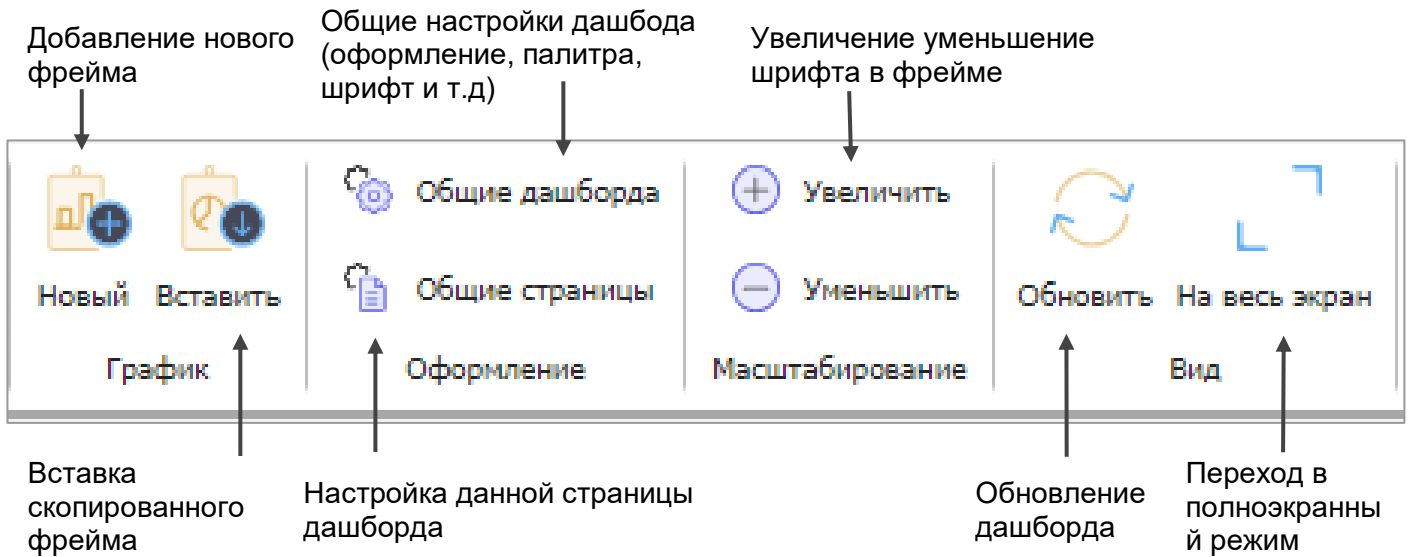 Добавление нового
фрейма
Общие настройки дашбода
(оформление, палитра,
шрифт и т.д)
Увеличение уменьшение
шрифта в фрейме
Общие дашборда
Увеличить
Новый
Вставить
Общие страницы
Уменьшить
Обновить
На весь экран
График
Оформление
Масштабирование
Вид
Вставка
скопированного
фрейма
Настройка данной страницы
дашборда
Обновление
дашборда
Переход в
полноэкранны
й режим